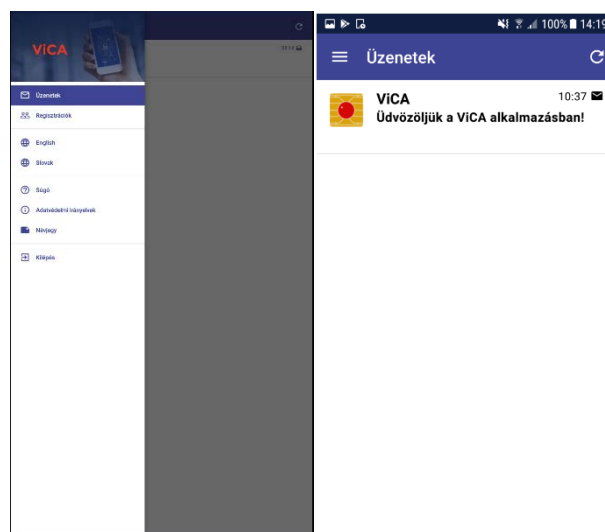 ViCA
Üzenetek
Regisztrációk
English
Slovak
Súgó
Adatvédelmi irányelvek
Névjegy
Kilépés
100% 14:19
Üzenetek
ViCA 10:37
Üdvözöljük a ViCA alkalmazásban!